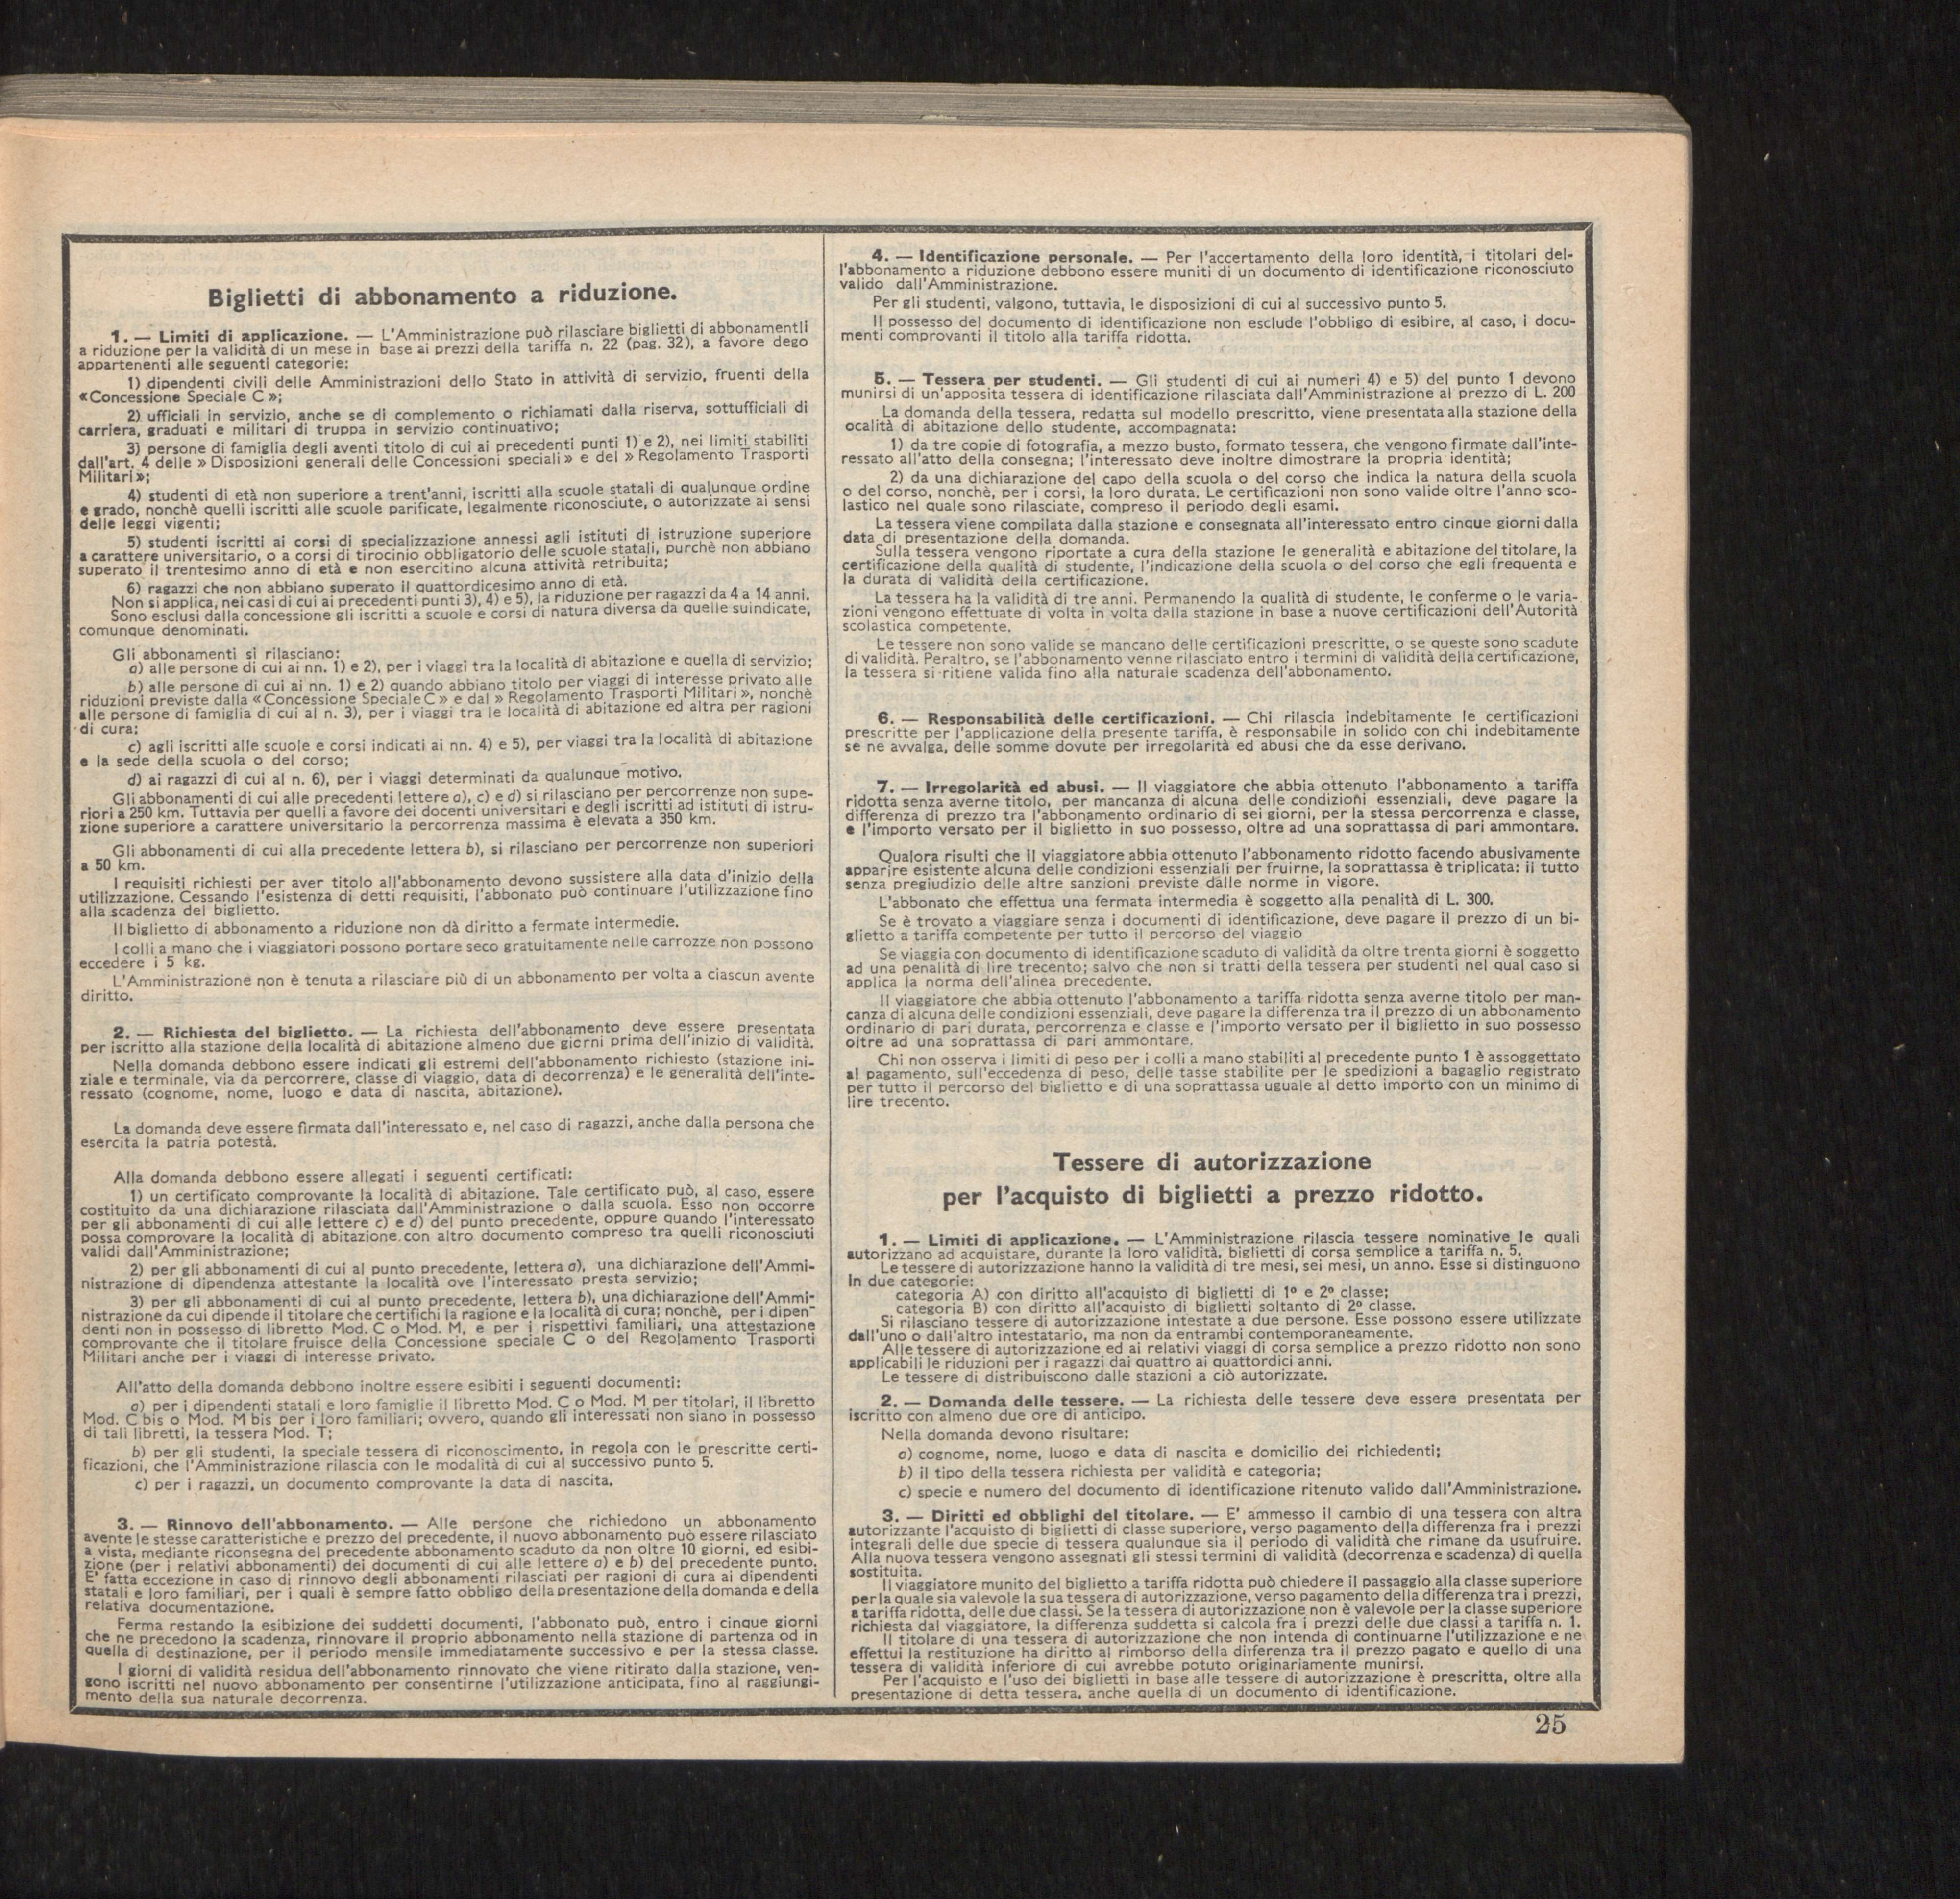 Biglietti di abbonamento a riduzione.
1. — Limiti di applicazione. — L'Amministrazione può rilasciare biglietti di abbonamentli
a riduzione per la validità di un mese in base ai prezzi della tariffa n. 22 (pag. 32), a favore dego
appartenenti alle seguenti categorie:
1) dipendenti civili delle Amministrazioni dello Stato in attività di servizio, fruenti della
«Concessione Speciale C»;
2) ufficiali in servizio, anche se di complemento o richiamati dalla riserva, sottufficiali di
carriera, graduati e militari di truppa in servizio continuativo;
3) persone di famiglia degli aventi titolo di cui ai precedenti punti 1) e 2), nei limiti stabiliti
dall'art. 4 delle » Disposizioni generali delle Concessioni speciali» e del » Regolamento Trasporti
Militari»;
4) studenti di età non superiore a trent'anni, iscritti alla scuole statali di qualunque ordine
e grado, nonchè quelli iscritti alle scuole parificate, legalmente riconosciute, o autorizzate ai sensi
delle leggi vigenti;
5) studenti iscritti ai corsi di specializzazione annessi agli istituti di istruzione superiore
a carattere universitario, o a corsi di tirocinio obbligatorio delle scuole statali, purchè non abbiano
superato il trentesimo anno di età e non esercitino alcuna attività retribuita;
6) ragazzi che non abbiano superato il quattordicesimo anno di età.
Non si applica, nei casi di cui ai precedenti punti 3), 4) e 5), la riduzione per ragazzi da 4 a 14 anni.
Sono esclusi dalla concessione gli iscritti a scuole e corsi di natura diversa da quelle suindicate,
comunque denominati.
Gli abbonamenti si rilasciano:
a) alle persone di cui ai nn. 1) e 2), per i viaggi tra la località di abitazione e quella di servizio;
b) alle persone di cui ai nn. 1) e 2) quando abbiano titolo per viaggi di interesse privato alle
riduzioni previste dalla «Concessione Speciale C» e dal » Regolamento Trasporti Militari», nonchè
alle persone di famiglia di cui al n. 3), per i viaggi tra le località di abitazione ed altra per ragioni
di cura;
c) agli iscritti alle scuole e corsi indicati ai nn. 4) e 5), per viaggi tra la località di abitazione
e la sede della scuola o del corso;
d) ai ragazzi di cui al n. 6), per i viaggi determinati da qualunque motivo.
Gli abbonamenti di cui alle precedenti lettere a), c) e d) si rilasciano per percorrenze non supe-
riori a 250 km. Tuttavia per quelli a favore dei docenti universitari e degli iscritti ad istituti di istru-
zione superiore a carattere universitario la percorrenza massima è elevata a 350 km.
Gli abbonamenti di cui alla precedente lettera b), si rilasciano per percorrenze non superiori
a 50 km.
I requisiti richiesti per aver titolo all'abbonamento devono sussistere alla data d'inizio della
utilizzazione. Cessando l'esistenza di detti requisiti, l'abbonato può continuare l'utilizzazione fino
alla scadenza del biglietto.
Il biglietto di abbonamento a riduzione non dà diritto a fermate intermedie.
I colli a mano che i viaggiatori possono portare seco gratuitamente nelle carrozze non possono
eccedere i 5 kg.
L'Amministrazione non è tenuta a rilasciare più di un abbonamento per volta a ciascun avente
diritto.
2. — Richiesta del biglietto. — La richiesta dell'abbonamento deve essere presentata
per iscritto alla stazione della località di abitazione almeno due giorni prima dell'inizio di validità.
Nella domanda debbono essere indicati gli estremi dell'abbonamento richiesto (stazione ini-
ziale e terminale, via da percorrere, classe di viaggio, data di decorrenza) e le generalità dell'inte-
ressato (cognome, nome, luogo e data di nascita, abitazione).
La domanda deve essere firmata dall'interessato e, nel caso di ragazzi, anche dalla persona che
esercita la patria potestà.
Alla domanda debbono essere allegati i seguenti certificati:
1) un certificato comprovante la località di abitazione. Tale certificato può, al caso, essere
costituito da una dichiarazione rilasciata dall'Amministrazione o dalla scuola. Esso non occorre
per gli abbonamenti di cui alle lettere c) e d) del punto precedente, oppure quando l'interessato
possa comprovare la località di abitazione con altro documento compreso tra quelli riconosciuti
validi dall'Amministrazione;
2) per gli abbonamenti di cui al punto precedente, lettera a), una dichiarazione dell'Ammi-
nistrazione di dipendenza attestante la località ove l'interessato presta servizio;
3) per gli abbonamenti di cui al punto precedente, lettera b), una dichiarazione dell'Ammi-
nistrazione da cui dipende il titolare che certifichi la ragione e la località di cura; nonchè, per i dipen-
denti non in possesso di libretto Mod. C o Mod. M, e per i rispettivi familiari, una attestazione
comprovante che il titolare fruisce della Concessione speciale C o del Regolamento Trasporti
Militari anche per i viaggi di interesse privato.
All'atto della domanda debbono inoltre essere esibiti i seguenti documenti:
a) per i dipendenti statali e loro famiglie il libretto Mod. C o Mod. M per titolari, il libretto
Mod. C bis o Mod. M bis per i loro familiari; ovvero, quando gli interessati non siano in possesso
di tali libretti, la tessera Mod. T;
b) per gli studenti, la speciale tessera di riconoscimento, in regola con le prescritte certi-
ficazioni, che l'Amministrazione rilascia con le modalità di cui al successivo punto 5.
c) per i ragazzi, un documento comprovante la data di nascita.
3. — Rinnovo dell'abbonamento. — Alle persone che richiedono un abbonamento
avente le stesse caratteristiche e prezzo del precedente, il nuovo abbonamento può essere rilasciato
a vista, mediante riconsegna del precedente abbonamento scaduto da non oltre 10 giorni, ed esibi-
zione (per i relativi abbonamenti) dei documenti di cui alle lettere a) e b) del precedente punto.
E' fatta eccezione in caso di rinnovo degli abbonamenti rilasciati per ragioni di cura ai dipendenti
statali e loro familiari, per i quali è sempre fatto obbligo della presentazione della domanda e della
relativa documentazione.
Ferma restando la esibizione dei suddetti documenti, l'abbonato può, entro i cinque giorni
che ne precedono la scadenza, rinnovare il proprio abbonamento nella stazione di partenza od in
quella di destinazione, per il periodo mensile immediatamente successivo e per la stessa classe.
I giorni di validità residua dell'abbonamento rinnovato che viene ritirato dalla stazione, ven-
gono iscritti nel nuovo abbonamento per consentirne l'utilizzazione anticipata, fino al raggiungi-
mento della sua naturale decorrenza.
4. — Identificazione personale. — Per l'accertamento della loro identità, i titolari del-
l'abbonamento a riduzione debbono essere muniti di un documento di identificazione riconosciuto
valido dall'Amministrazione.
Per gli studenti, valgono, tuttavia, le disposizioni di cui al successivo punto 5.
Il possesso del documento di identificazione non esclude l'obbligo di esibire, al caso, i docu-
menti comprovanti il titolo alla tariffa ridotta.
5. — Tessera per studenti. — Gli studenti di cui ai numeri 4) e 5) del punto 1 devono
munirsi di un'apposita tessera di identificazione rilasciata dall'Amministrazione al prezzo di L. 200
La domanda della tessera, redatta sul modello prescritto, viene presentata alla stazione della
ocalità di abitazione dello studente, accompagnata:
1) da tre copie di fotografia, a mezzo busto, formato tessera, che vengono firmate dall'inte-
ressato all'atto della consegna; l'interessato deve inoltre dimostrare la propria identità;
2) da una dichiarazione del capo della scuola o del corso che indica la natura della scuola
o del corso, nonchè, per i corsi, la loro durata. Le certificazioni non sono valide oltre l'anno sco-
lastico nel quale sono rilasciate, compreso il periodo degli esami.
La tessera viene compilata dalla stazione e consegnata all'interessato entro cinque giorni dalla
data di presentazione della domanda.
Sulla tessera vengono riportate a cura della stazione le generalità e abitazione del titolare, la
certificazione della qualità di studente, l'indicazione della scuola o del corso che egli frequenta e
la durata di validità della certificazione.
La tessera ha la validità di tre anni. Permanendo la qualità di studente, le conferme o le varia-
zioni vengono effettuate di volta in volta dalla stazione in base a nuove certificazioni dell'Autorità
scolastica competente.
Le tessere non sono valide se mancano delle certificazioni prescritte, o se queste sono scadute
di validità. Peraltro, se l'abbonamento venne rilasciato entro i termini di validità della certificazione,
la tessera si ritiene valida fino alla naturale scadenza dell'abbonamento.
6. — Responsabilità delle certificazioni. — Chi rilascia indebitamente le certificazioni
prescritte per l'applicazione della presente tariffa, è responsabile in solido con chi indebitamente
se ne avvalga, delle somme dovute per irregolarità ed abusi che da esse derivano.
7. — Irregolarità ed abusi. — Il viaggiatore che abbia ottenuto l'abbonamento a tariffa
ridotta senza averne titolo, per mancanza di alcuna delle condizioni essenziali, deve pagare la
differenza di prezzo tra l'abbonamento ordinario di sei giorni, per la stessa percorrenza e classe,
e l'importo versato per il biglietto in suo possesso, oltre ad una soprattassa di pari ammontare.
Qualora risulti che il viaggiatore abbia ottenuto l'abbonamento ridotto facendo abusivamente
apparire esistente alcuna delle condizioni essenziali per fruirne, la soprattassa è triplicata: il tutto
senza pregiudizio delle altre sanzioni previste dalle norme in vigore.
L'abbonato che effettua una fermata intermedia è soggetto alla penalità di L. 300.
Se è trovato a viaggiare senza i documenti di identificazione, deve pagare il prezzo di un bi-
glietto a tariffa competente per tutto il percorso del viaggio
Se viaggia con documento di identificazione scaduto di validità da oltre trenta giorni è soggetto
ad una penalità di lire trecento; salvo che non si tratti della tessera per studenti nel qual caso si
applica la norma dell'alinea precedente.
Il viaggiatore che abbia ottenuto l'abbonamento a tariffa ridotta senza averne titolo per man-
canza di alcuna delle condizioni essenziali, deve pagare la differenza tra il prezzo di un abbonamento
ordinario di pari durata, percorrenza e classe e l'importo versato per il biglietto in suo possesso
oltre ad una soprattassa di pari ammontare.
Chi non osserva i limiti di peso per i colli a mano stabiliti al precedente punto 1 è assoggettato
al pagamento, sull'eccedenza di peso, delle tasse stabilite per le spedizioni a bagaglio registrato
per tutto il percorso del biglietto e di una soprattassa uguale al detto importo con un minimo di
lire trecento.
Tessere di autorizzazione
per l'acquisto di biglietti a prezzo ridotto.
1. — Limiti di applicazione. — L'Amministrazione rilascia tessere nominative le quali
autorizzano ad acquistare, durante la loro validità, biglietti di corsa semplice a tariffa n. 5.
Le tessere di autorizzazione hanno la validità di tre mesi, sei mesi, un anno. Esse si distinguono
in due categorie:
categoria A) con diritto all'acquisto di biglietti di 1º e 2º classe;
categoria B) con diritto all'acquisto di biglietti soltanto di 2º classe.
Si rilasciano tessere di autorizzazione intestate a due persone. Esse possono essere utilizzate
dall'uno o dall'altro intestatario, ma non da entrambi contemporaneamente.
Alle tessere di autorizzazione ed ai relativi viaggi di corsa semplice a prezzo ridotto non sono
applicabili le riduzioni per i ragazzi dai quattro ai quattordici anni.
Le tessere di distribuiscono dalle stazioni a ciò autorizzate.
2. — Domanda delle tessere. — La richiesta delle tessere deve essere presentata per
iscritto con almeno due ore di anticipo.
Nella domanda devono risultare:
a) cognome, nome, luogo e data di nascita e domicilio dei richiedenti;
b) il tipo della tessera richiesta per validità e categoria;
c) specie e numero del documento di identificazione ritenuto valido dall'Amministrazione.
3. — Diritti ed obblighi del titolare. — E' ammesso il cambio di una tessera con altra
autorizzante l'acquisto di biglietti di classe superiore, verso pagamento della differenza fra i prezzi
integrali delle due specie di tessera qualunque sia il periodo di validità che rimane da usufruire.
Alla nuova tessera vengono assegnati gli stessi termini di validità (decorrenza e scadenza) di quella
sostituita.
Il viaggiatore munito del biglietto a tariffa ridotta può chiedere il passaggio alla classe superiore
per la quale sia valevole la sua tessera di autorizzazione, verso pagamento della differenza tra i prezzi,
a tariffa ridotta, delle due classi. Se la tessera di autorizzazione non è valevole per la classe superiore
richiesta dal viaggiatore, la differenza suddetta si calcola fra i prezzi delle due classi a tariffa n. 1.
Il titolare di una tessera di autorizzazione che non intenda di continuarne l'utilizzazione e ne
effettui la restituzione ha diritto al rimborso della differenza tra il prezzo pagato e quello di una
tessera di validità inferiore di cui avrebbe potuto originariamente munirsi.
Per l'acquisto e l'uso dei biglietti in base alle tessere di autorizzazione è prescritta, oltre alla
presentazione di detta tessera, anche quella di un documento di identificazione.
25